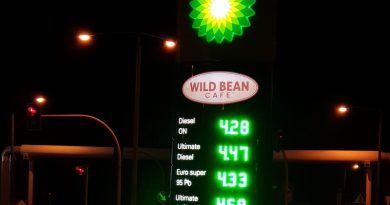 WILD BEAN
CAFE
Diesel
ON 4.28
Ultimate
Diesel 4.47
Euro super
95 Pb 4.33
Ultimate